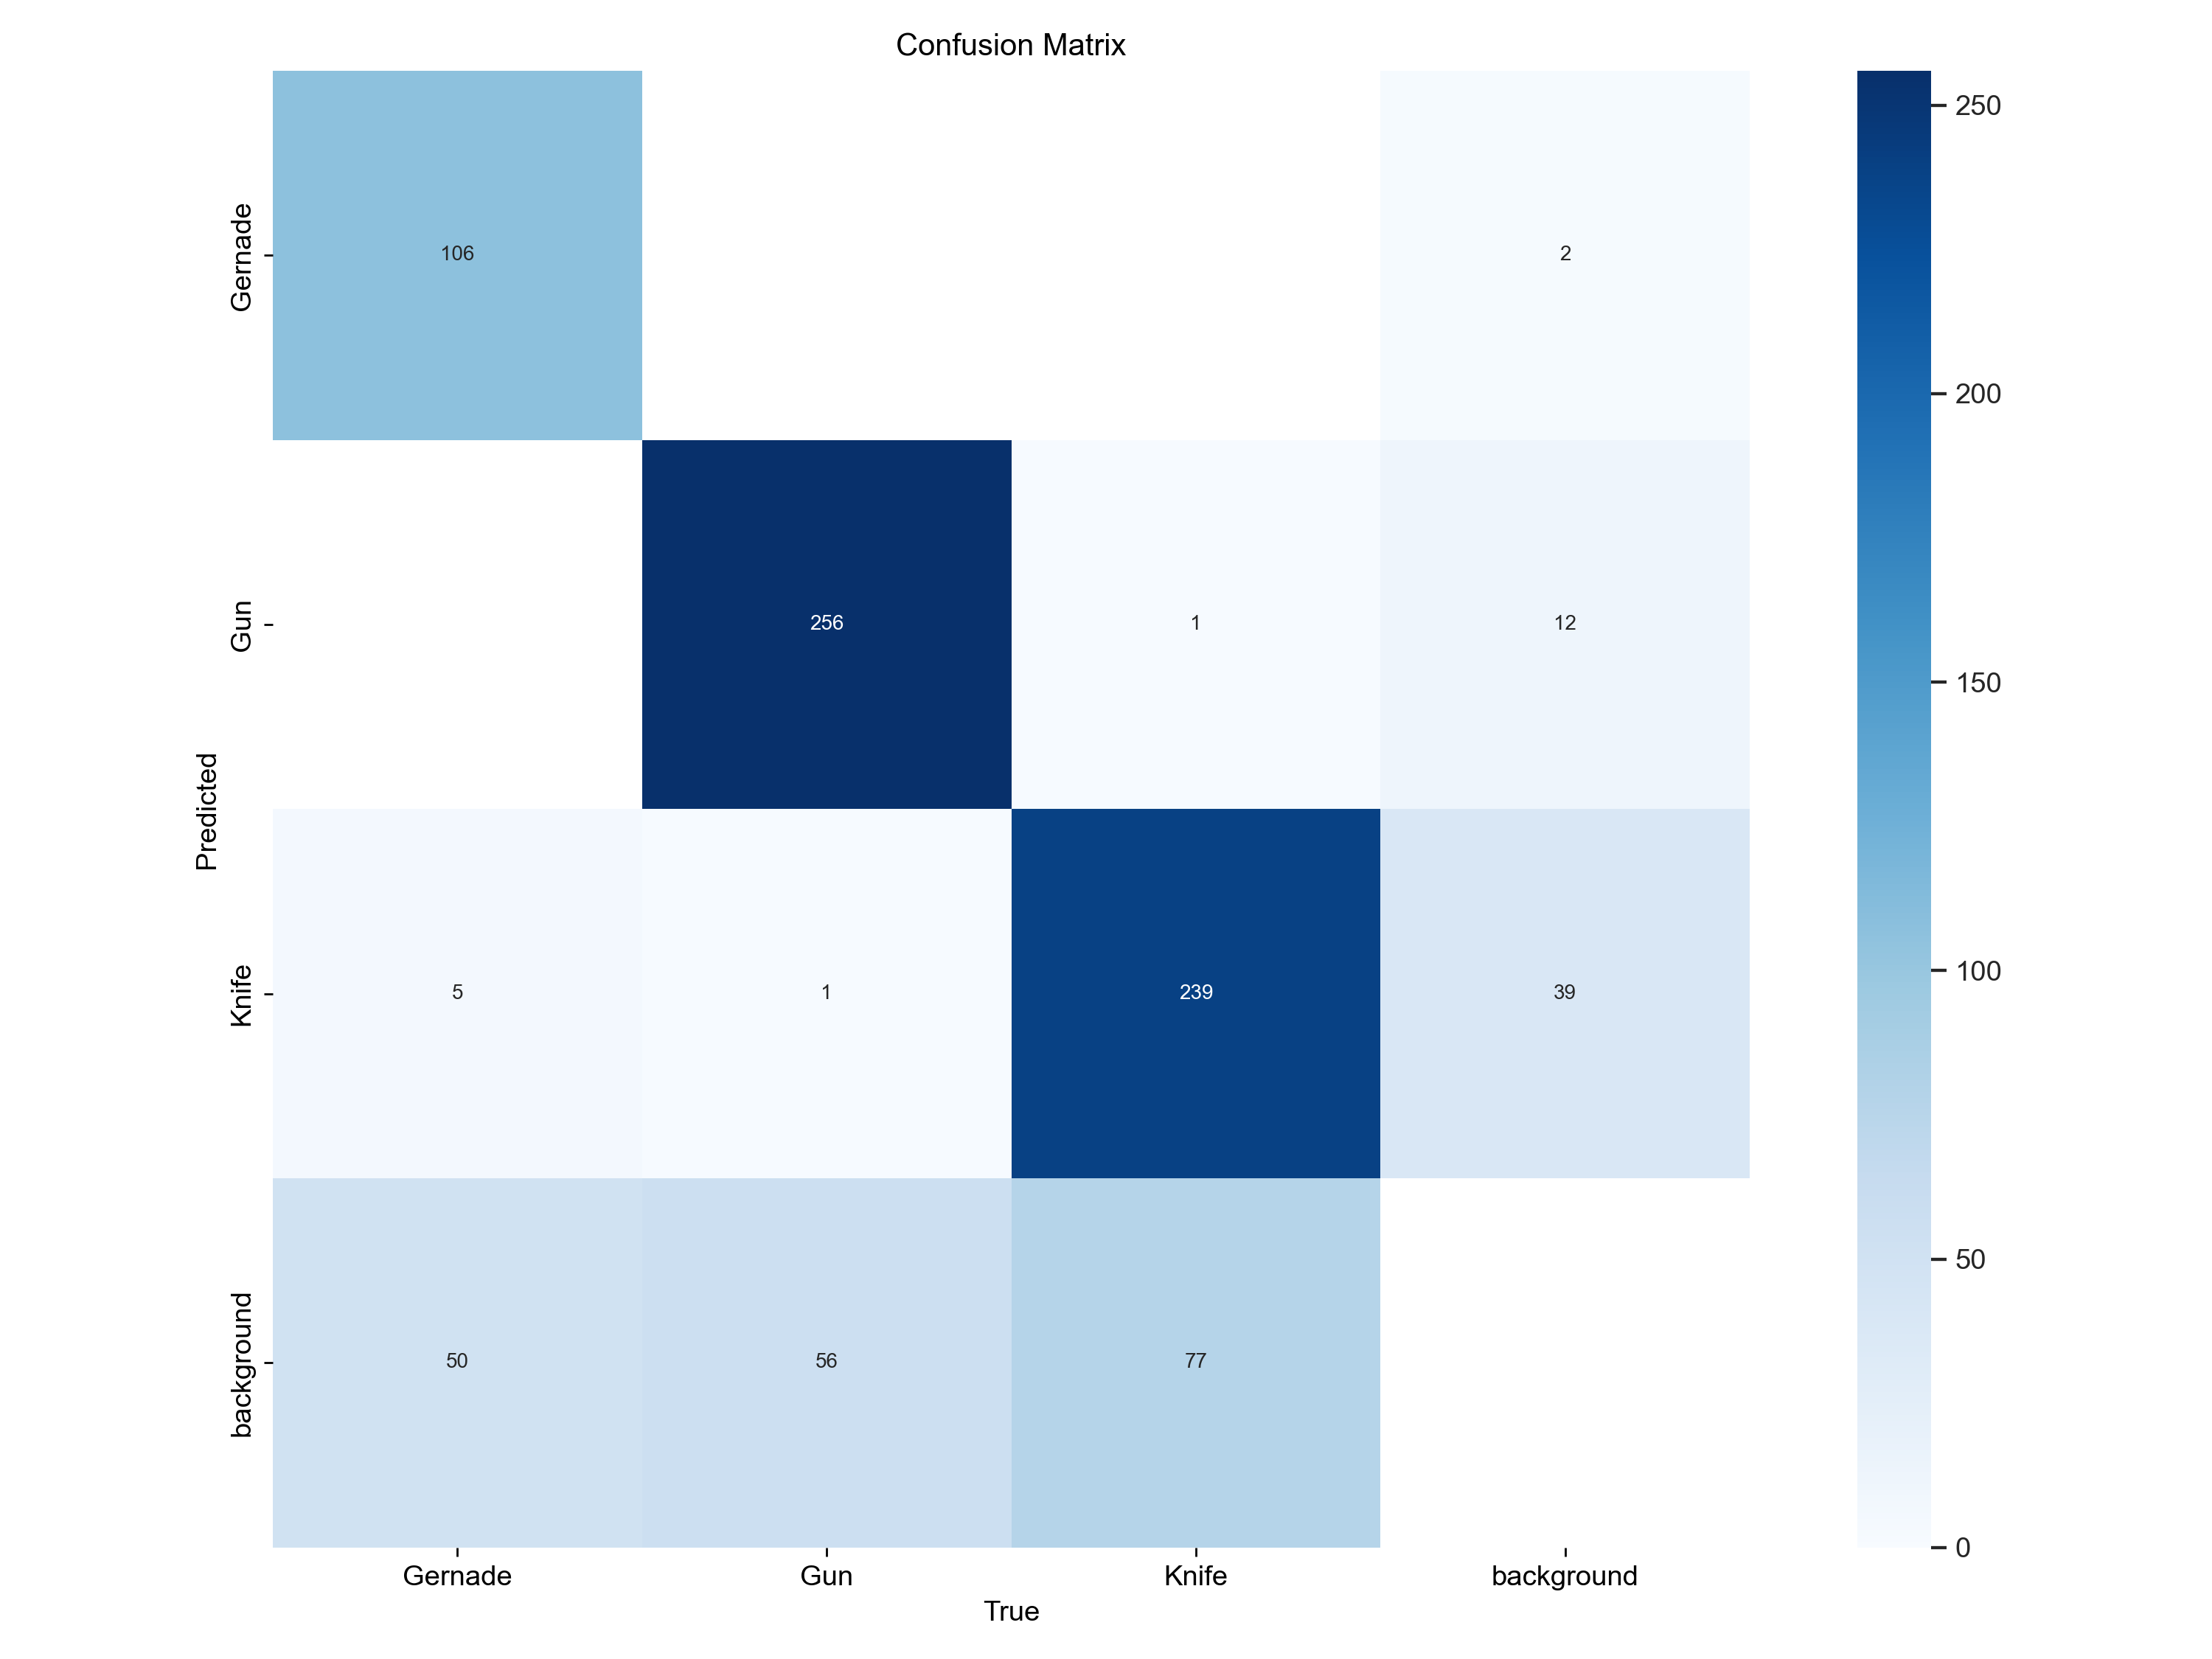 Confusion Matrix
Gernade
106
2
Gun
256
1
12
Knife
5
1
239
39
background
50
56
77
Predicted
Gernade
Gun
Knife
background
True
250
200
150
100
50
0